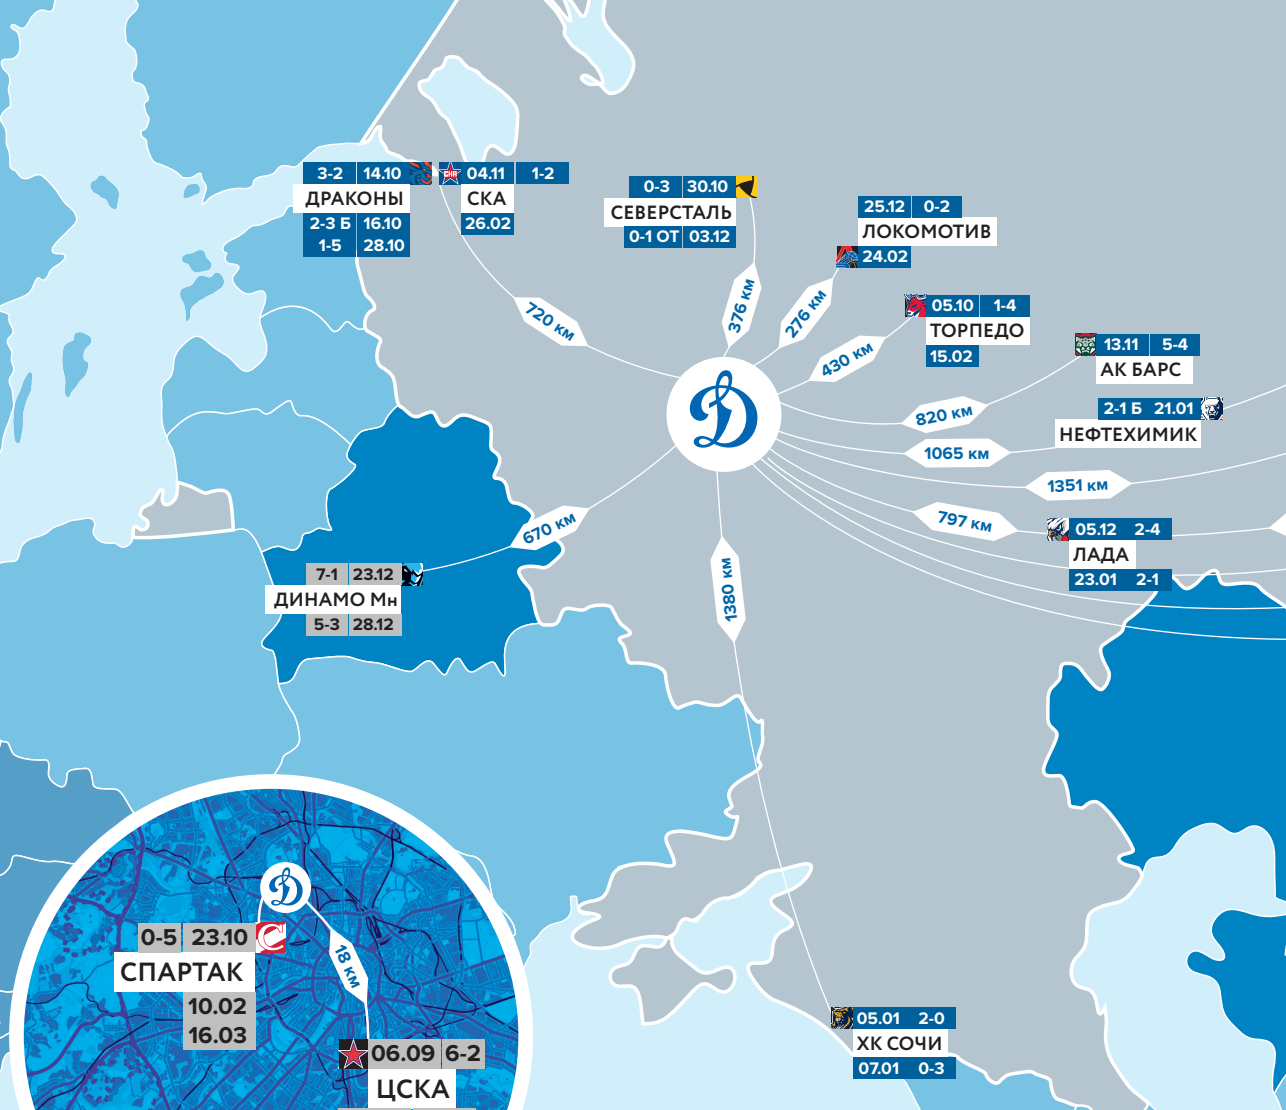 3-2 14.10
ДРАКОНЫ
2-3 Б 16.10
1-5 28.10
СКА 04.11 1-2
СКА
26.02
0-3 30.10
СЕВЕРСТАЛЬ
0-1 ОТ 03.12
25.12 0-2
ЛОКОМОТИВ
24.02
05.10 1-4
ТОРПЕДО
15.02
13.11 5-4
АК БАРС
2-1 Б 21.01
НЕФТЕХИМИК
720 км
376 км
276 км
430 км
820 км
1065 км
1351 км
797 км
Д
670 км
1380 км
05.12 2-4
ЛАДА
23.01 2-1
7-1 23.12
ДИНАМО Мн
5-3 28.12
Д
0-5 23.10
СПАРТАК
10.02
16.03
18 км
06.09 6-2
ЦСКА
05.01 2-0
ХК СОЧИ
07.01 0-3